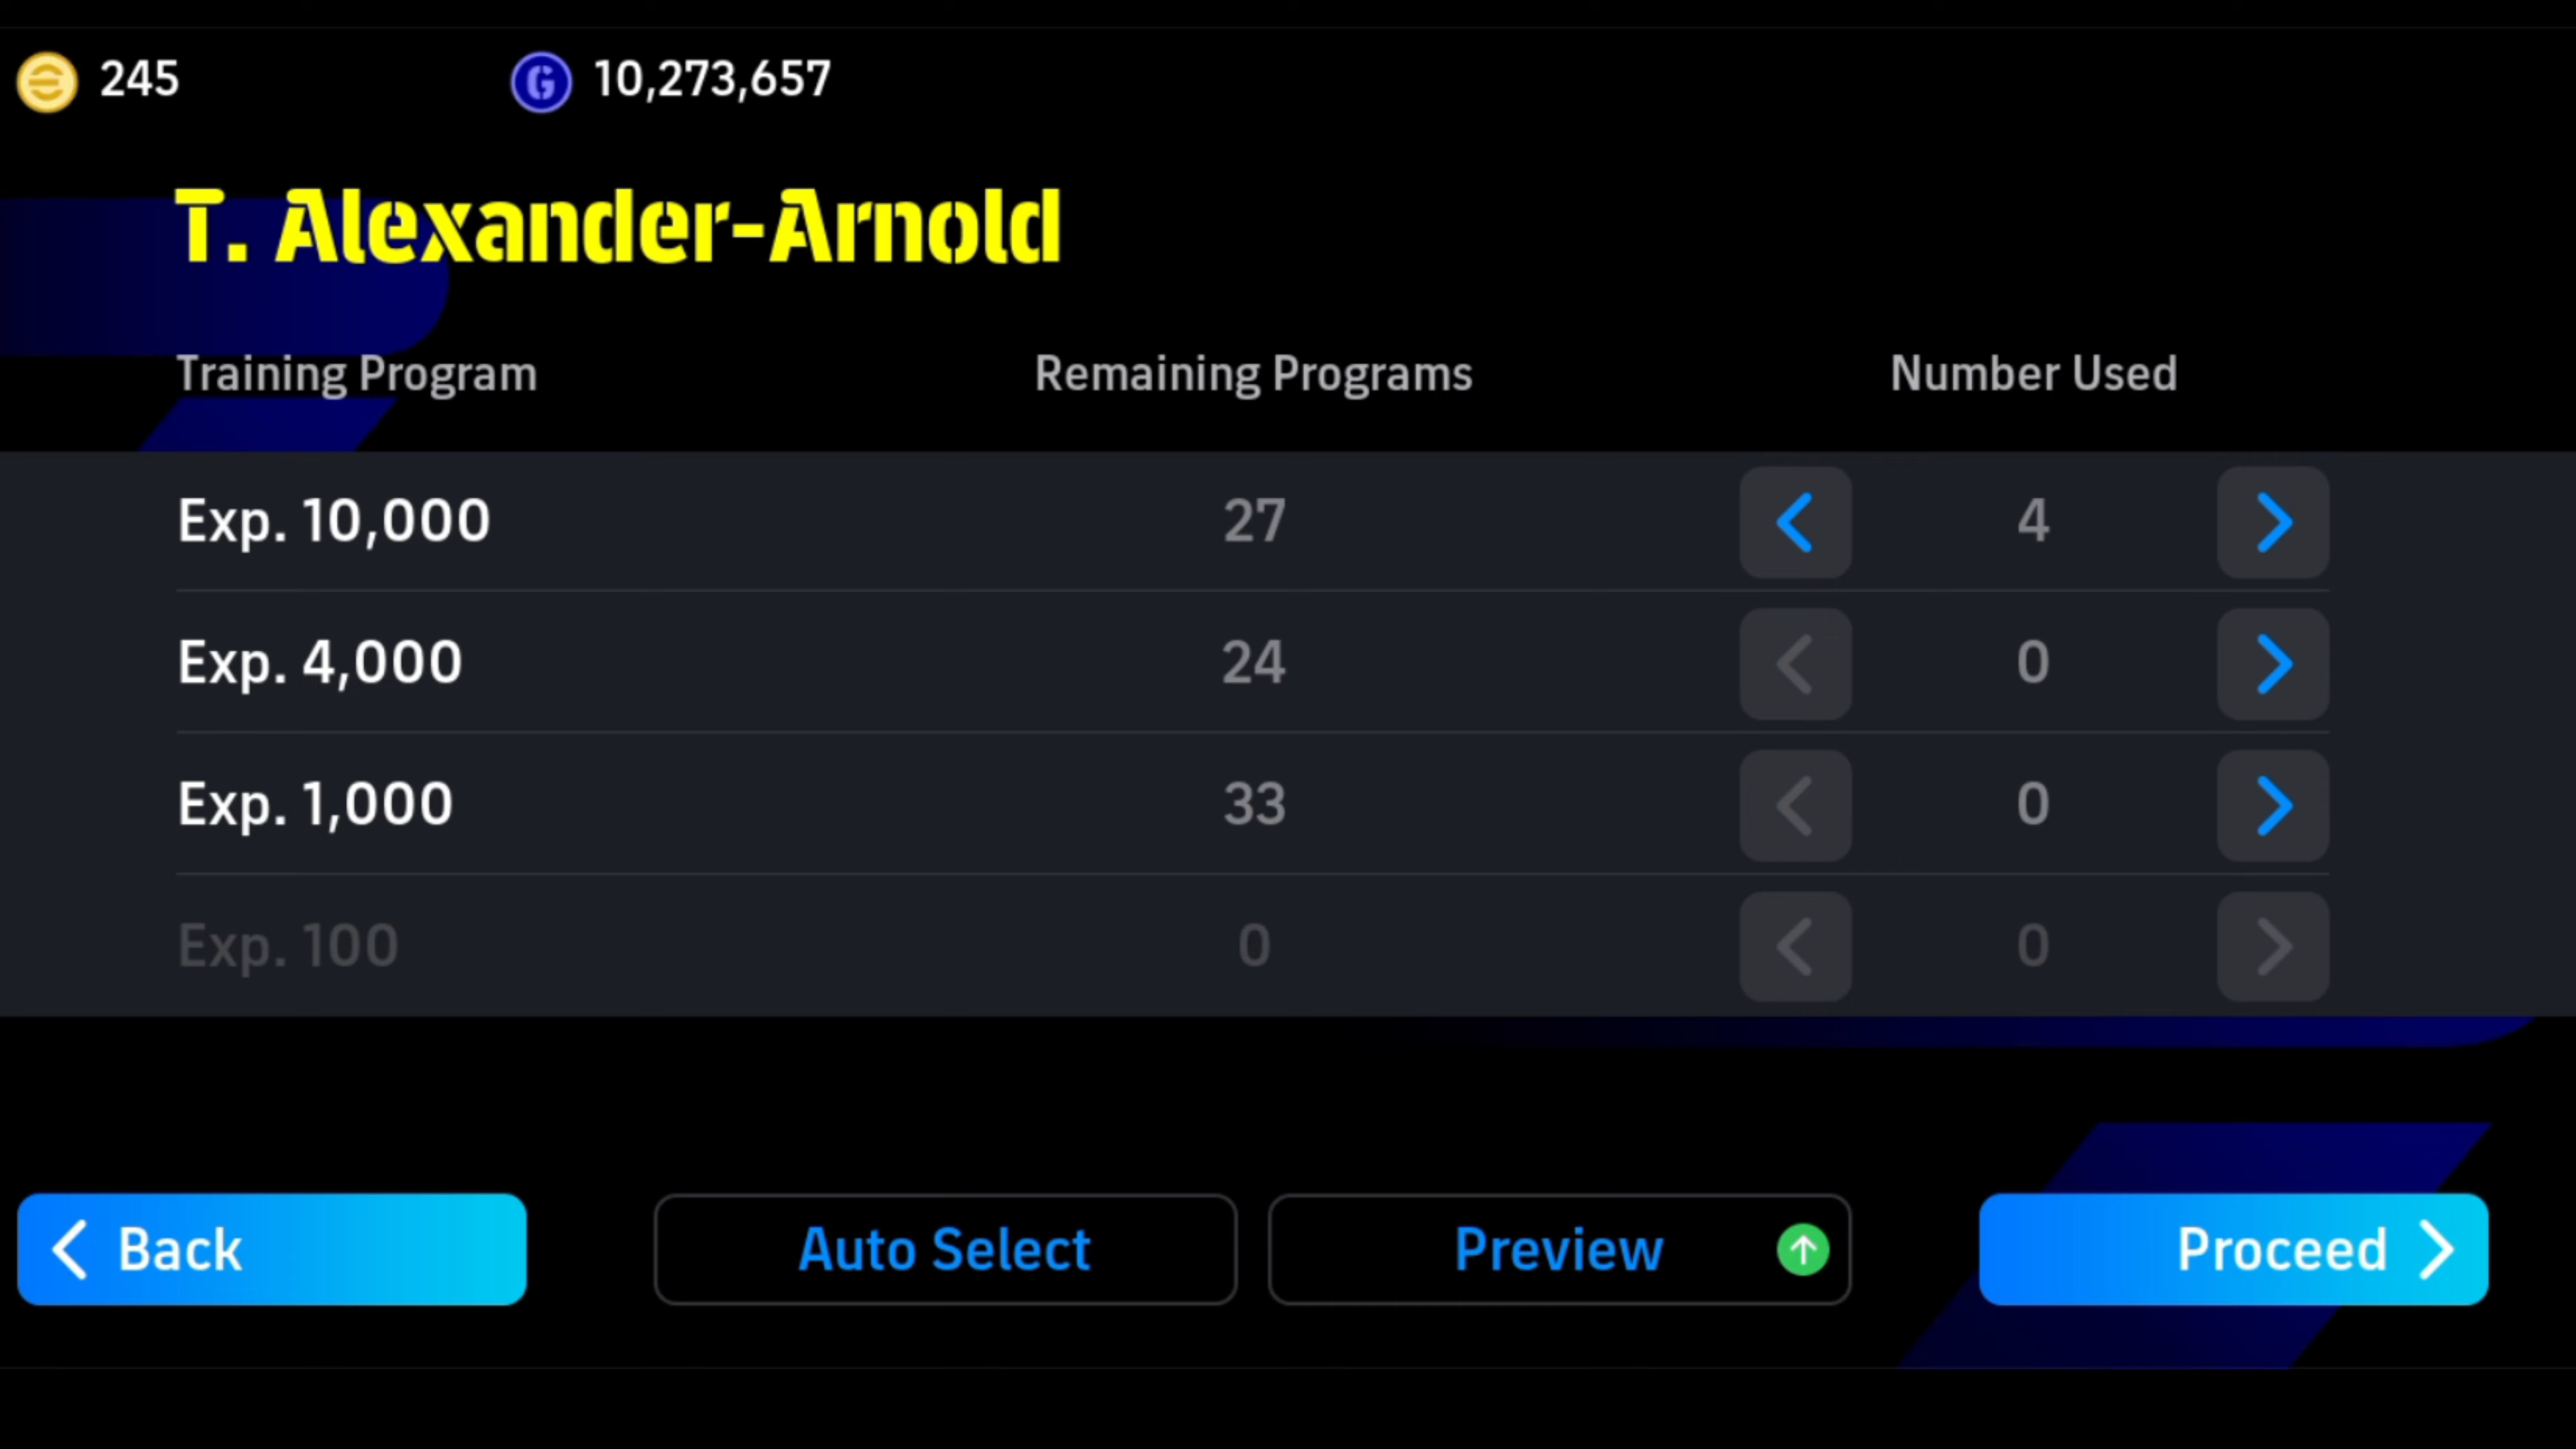 245 10,273,657
T. Alexander-Arnold
Training Program Remaining Programs Number Used
Exp. 10,000 27 4
Exp. 4,000 24 0
Exp. 1,000 33 0
Exp. 100 0 0
Back Auto Select Preview Proceed